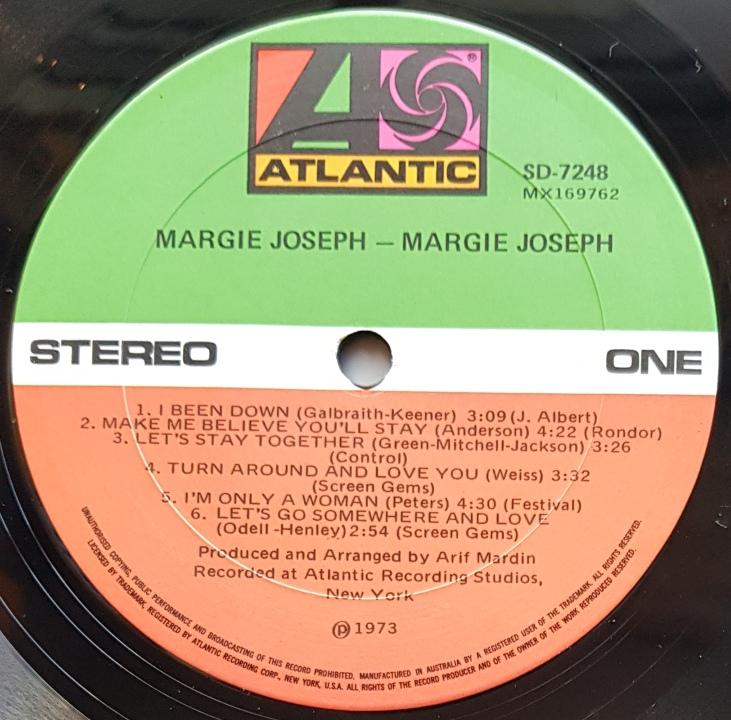 ATLANTIC
®
SD-7248
MX169762
MARGIE JOSEPH – MARGIE JOSEPH
STEREO
ONE
1. I BEEN DOWN (Galbraith-Keener) 3:09 (J. Albert)
2. MAKE ME BELIEVE YOU'LL STAY (Anderson) 4:22 (Rondor)
3. LET'S STAY TOGETHER (Green-Mitchell-Jackson) 3:26
(Control)
4. TURN AROUND AND LOVE YOU (Weiss) 3:32
(Screen Gems)
5. I'M ONLY A WOMAN (Peters) 4:30 (Festival)
6. LET'S GO SOMEWHERE AND LOVE
(Odell -Henley) 2:54 (Screen Gems)
Produced and Arranged by Arif Mardin
Recorded at Atlantic Recording Studios,
New York
℗ 1973
UNAUTHORISED COPYING, PUBLIC PERFORMANCE AND BROADCASTING OF THIS RECORD PROHIBITED. MANUFACTURED IN AUSTRALIA BY A REGISTERED USER OF THE TRADEMARK. ALL RIGHTS RESERVED.
LICENSED BY TRADEMARK, REGISTERED BY ATLANTIC RECORDING CORP., NEW YORK, U.S.A. ALL RIGHTS OF THE RECORD PRODUCER AND OF THE OWNER OF THE WORK REPRODUCED RESERVED.